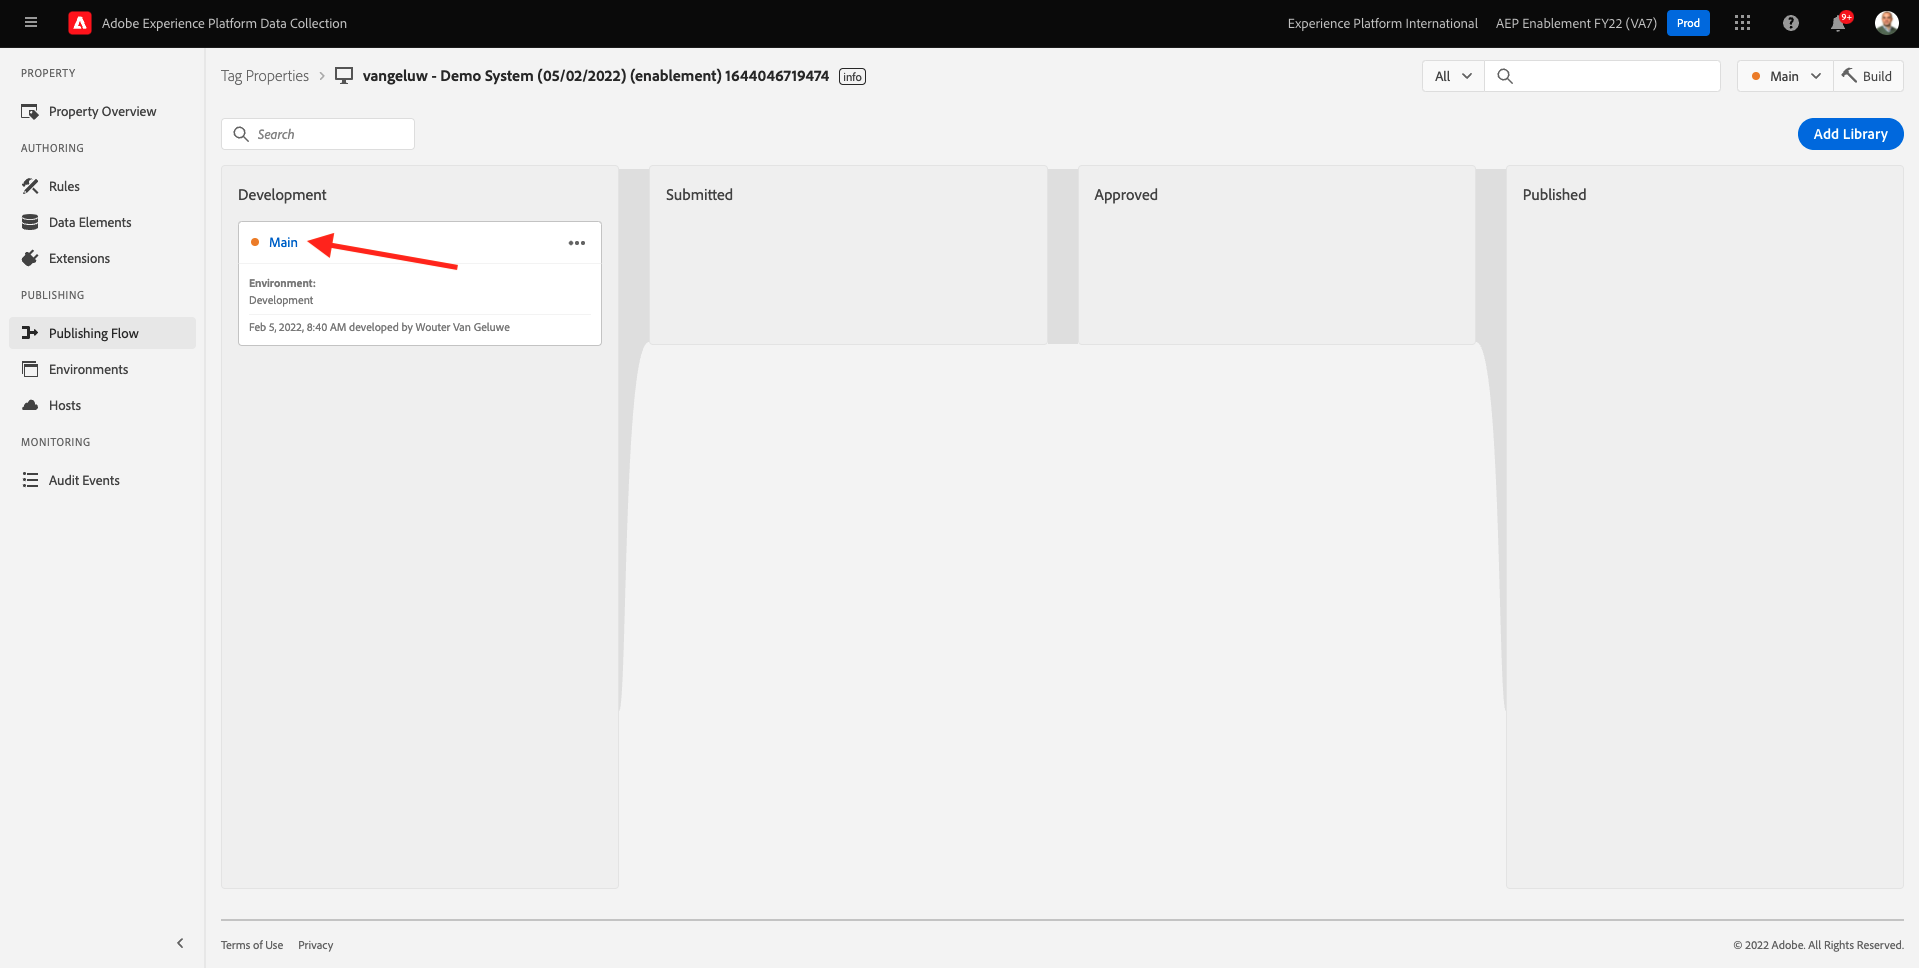 Adobe Experience Platform Data Collection
Experience Platform International
AEP Enablement FY22 (VA7)
Prod
9+
PROPERTY
Property Overview
AUTHORING
Rules
Data Elements
Extensions
PUBLISHING
Publishing Flow
Environments
Hosts
MONITORING
Audit Events
Tag Properties
vangeluw - Demo System (05/02/2022) (enablement) 1644046719474
info
All
Main
Build
Search
Add Library
Development
Main
Environment:
Development
Feb 5, 2022, 8:40 AM developed by Wouter Van Geluwe
Submitted
Approved
Published
Terms of Use
Privacy
© 2022 Adobe. All Rights Reserved.